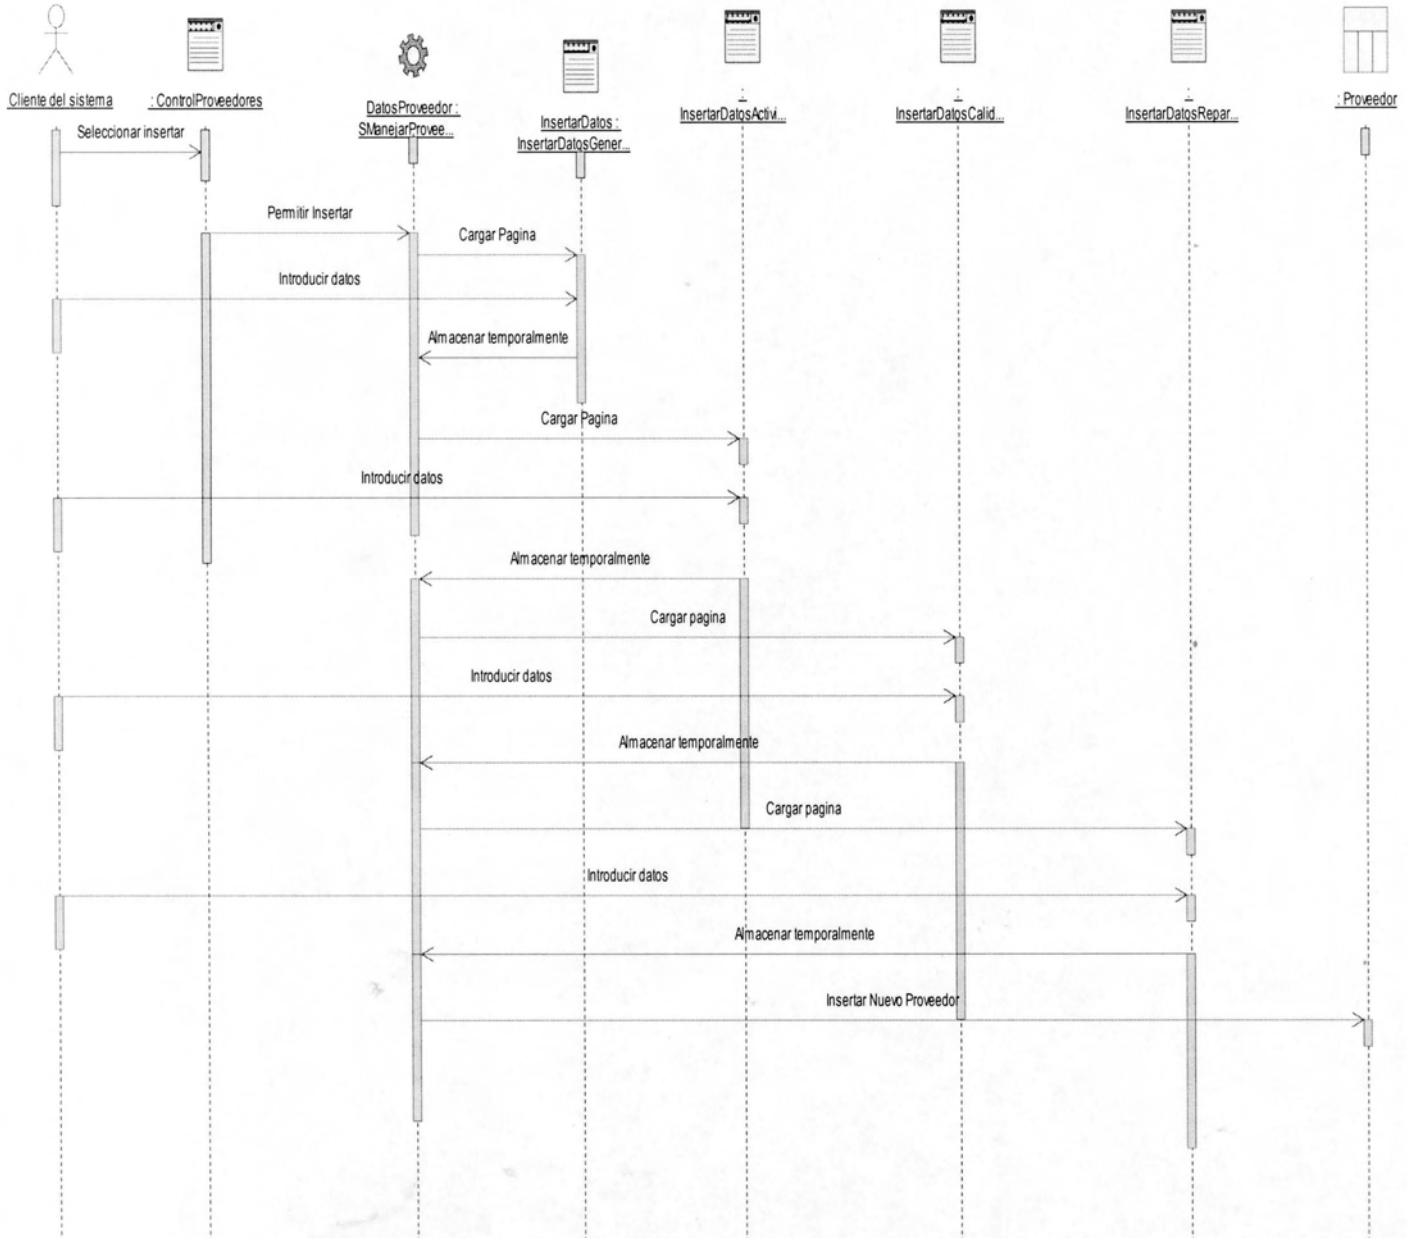 Cliente del sistema
: ControlProveedores
DatosProveedor :
SManejarProvee...
InsertarDatos :
InsertarDatosGener...
:
InsertarDatosActivi...
:
InsertarDatosCalid...
:
InsertarDatosRepar...
: Proveedor
Seleccionar insertar
Permitir Insertar
Cargar Pagina
Introducir datos
Almacenar temporalmente
Cargar Pagina
Introducir datos
Almacenar temporalmente
Cargar pagina
Introducir datos
Almacenar temporalmente
Cargar pagina
Introducir datos
Almacenar temporalmente
Insertar Nuevo Proveedor